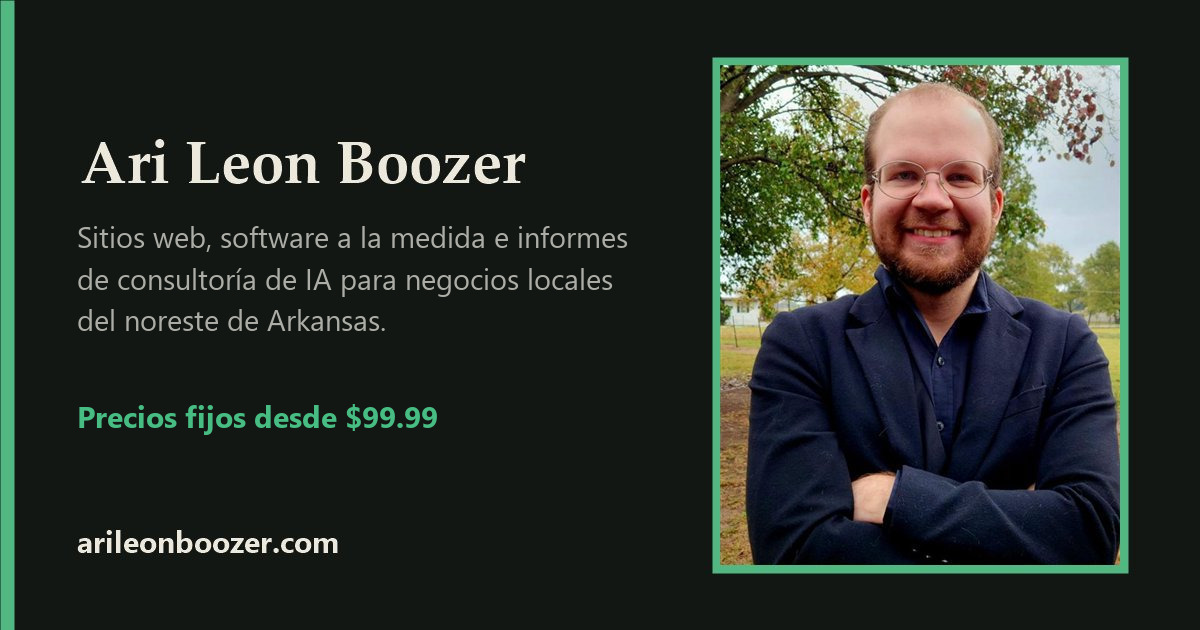 Ari Leon Boozer
Sitios web, software a la medida e informes
de consultoría de IA para negocios locales
del noreste de Arkansas.
Precios fijos desde $99.99
arileonboozer.com